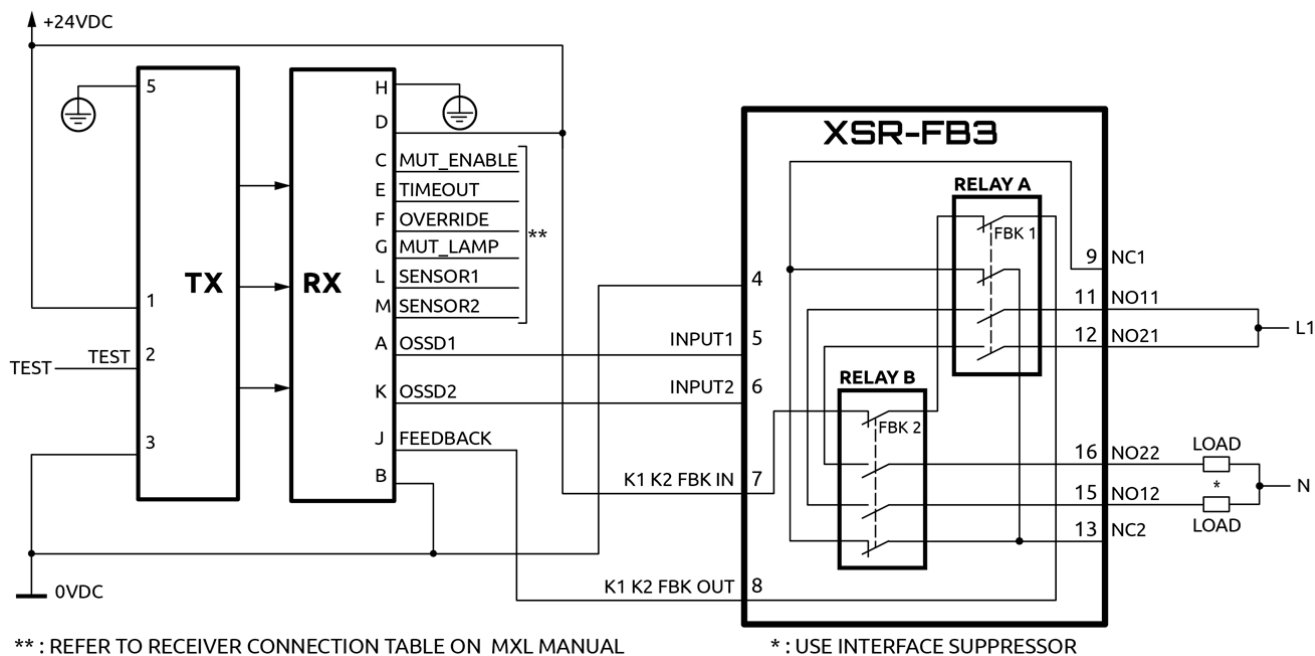 +24VDC
5
H
D
C MUT_ENABLE
E TIMEOUT
F OVERRIDE
G MUT_LAMP
L SENSOR1
M SENSOR2
**
TX
RX
1
TEST
TEST 2
A OSSD1
K OSSD2
3
J FEEDBACK
B
0VDC
XSR-FB3
RELAY A
FBK 1
4
INPUT1 5
INPUT2 6
RELAY B
FBK 2
K1 K2 FBK IN 7
K1 K2 FBK OUT 8
9 NC1
11 NO11
12 NO21
L1
16 NO22
LOAD
*
N
15 NO12
LOAD
13 NC2
** : REFER TO RECEIVER CONNECTION TABLE ON MXL MANUAL
* : USE INTERFACE SUPPRESSOR